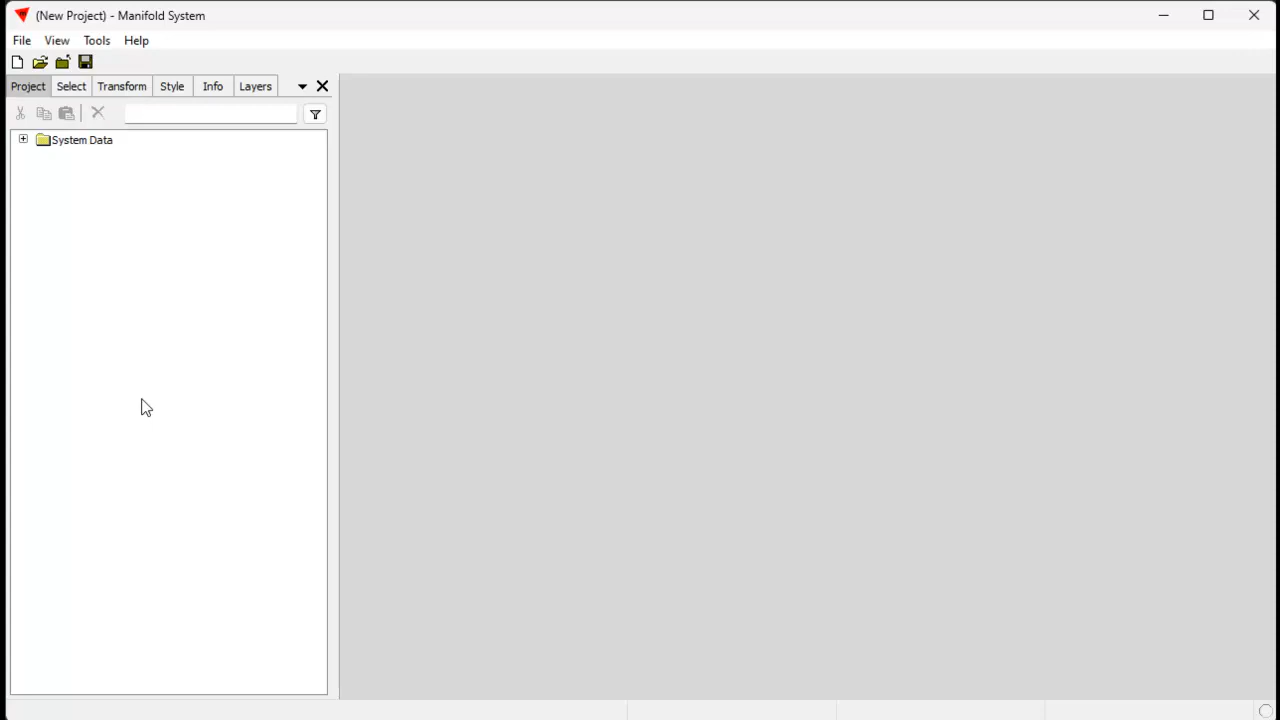 (New Project) - Manifold System
File View Tools Help
Project Select Transform Style Info Layers
System Data